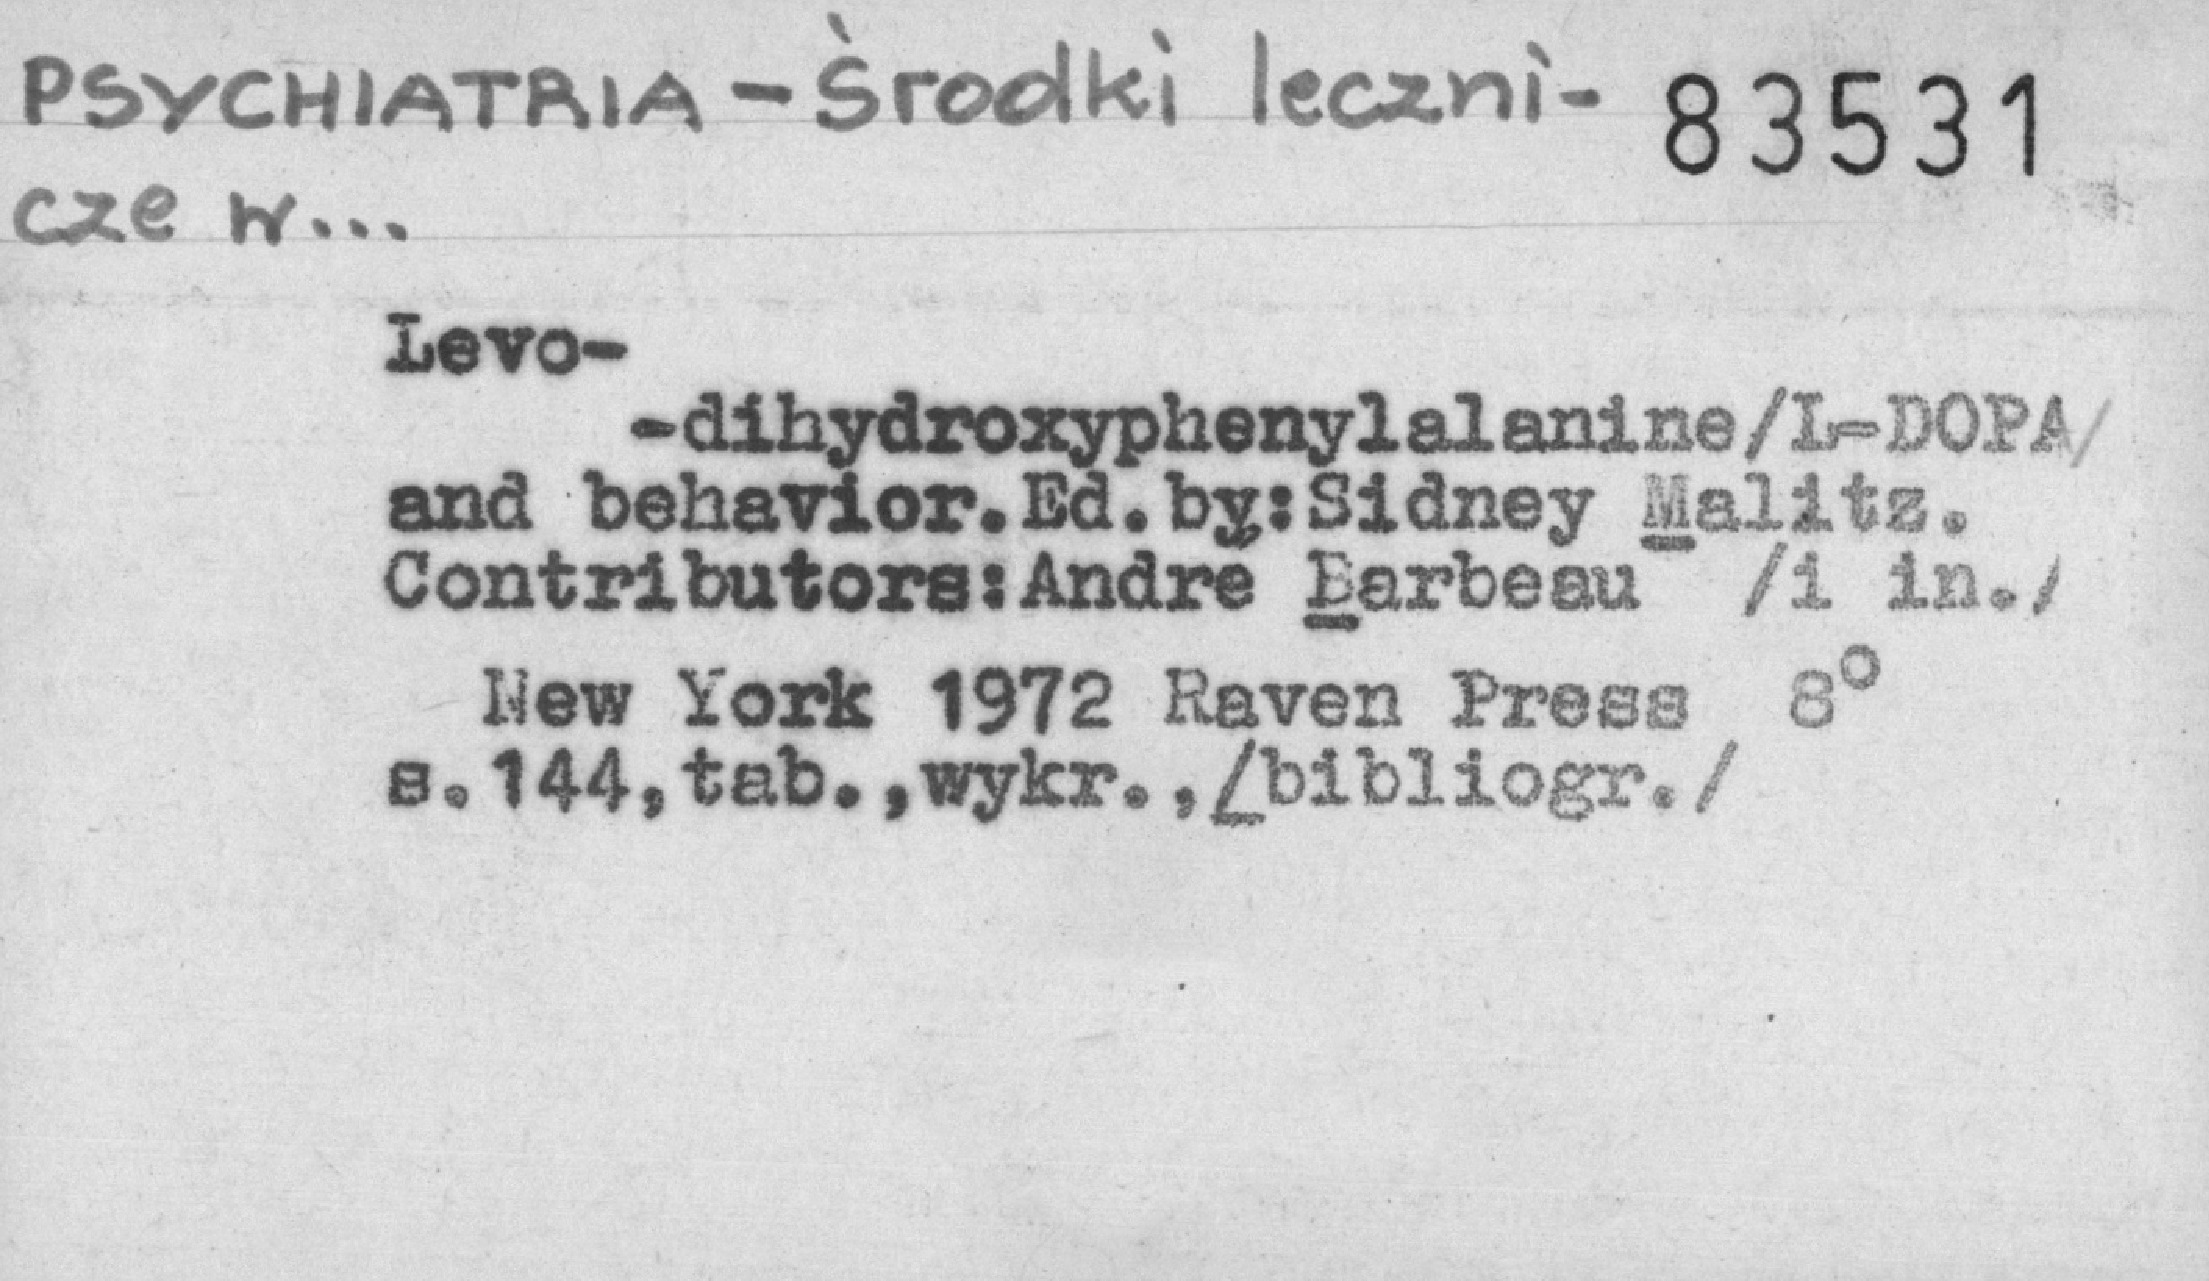 PSYCHIATRIA - Środki leczni- 83531
cze w...
Levo-
-dihydroxyphenylalanine/L-DOPA/
and behavior.Ed.by:Sidney Malitz.
Contributors:André Barbeau /i in./
New York 1972 Raven Press 8°
s.144,tab.,wykr.,/bibliogr./